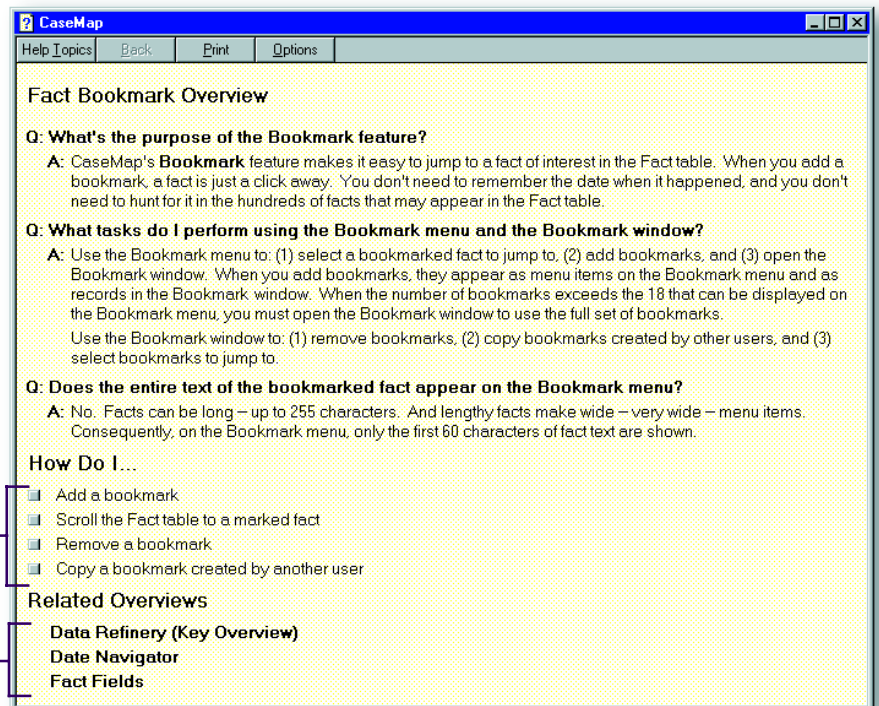 CaseMap
Help Topics Back Print Options
Fact Bookmark Overview
Q: What's the purpose of the Bookmark feature?
A: CaseMap's Bookmark feature makes it easy to jump to a fact of interest in the Fact table. When you add a
bookmark, a fact is just a click away. You don't need to remember the date when it happened, and you don't
need to hunt for it in the hundreds of facts that may appear in the Fact table.
Q: What tasks do I perform using the Bookmark menu and the Bookmark window?
A: Use the Bookmark menu to: (1) select a bookmarked fact to jump to, (2) add bookmarks, and (3) open the
Bookmark window. When you add bookmarks, they appear as menu items on the Bookmark menu and as
records in the Bookmark window. When the number of bookmarks exceeds the 18 that can be displayed on
the Bookmark menu, you must open the Bookmark window to use the full set of bookmarks.
Use the Bookmark window to: (1) remove bookmarks, (2) copy bookmarks created by other users, and (3)
select bookmarks to jump to.
Q: Does the entire text of the bookmarked fact appear on the Bookmark menu?
A: No. Facts can be long – up to 255 characters. And lengthy facts make wide – very wide – menu items.
Consequently, on the Bookmark menu, only the first 60 characters of fact text are shown.
How Do I...
Add a bookmark
Scroll the Fact table to a marked fact
Remove a bookmark
Copy a bookmark created by another user
Related Overviews
Data Refinery (Key Overview)
Date Navigator
Fact Fields